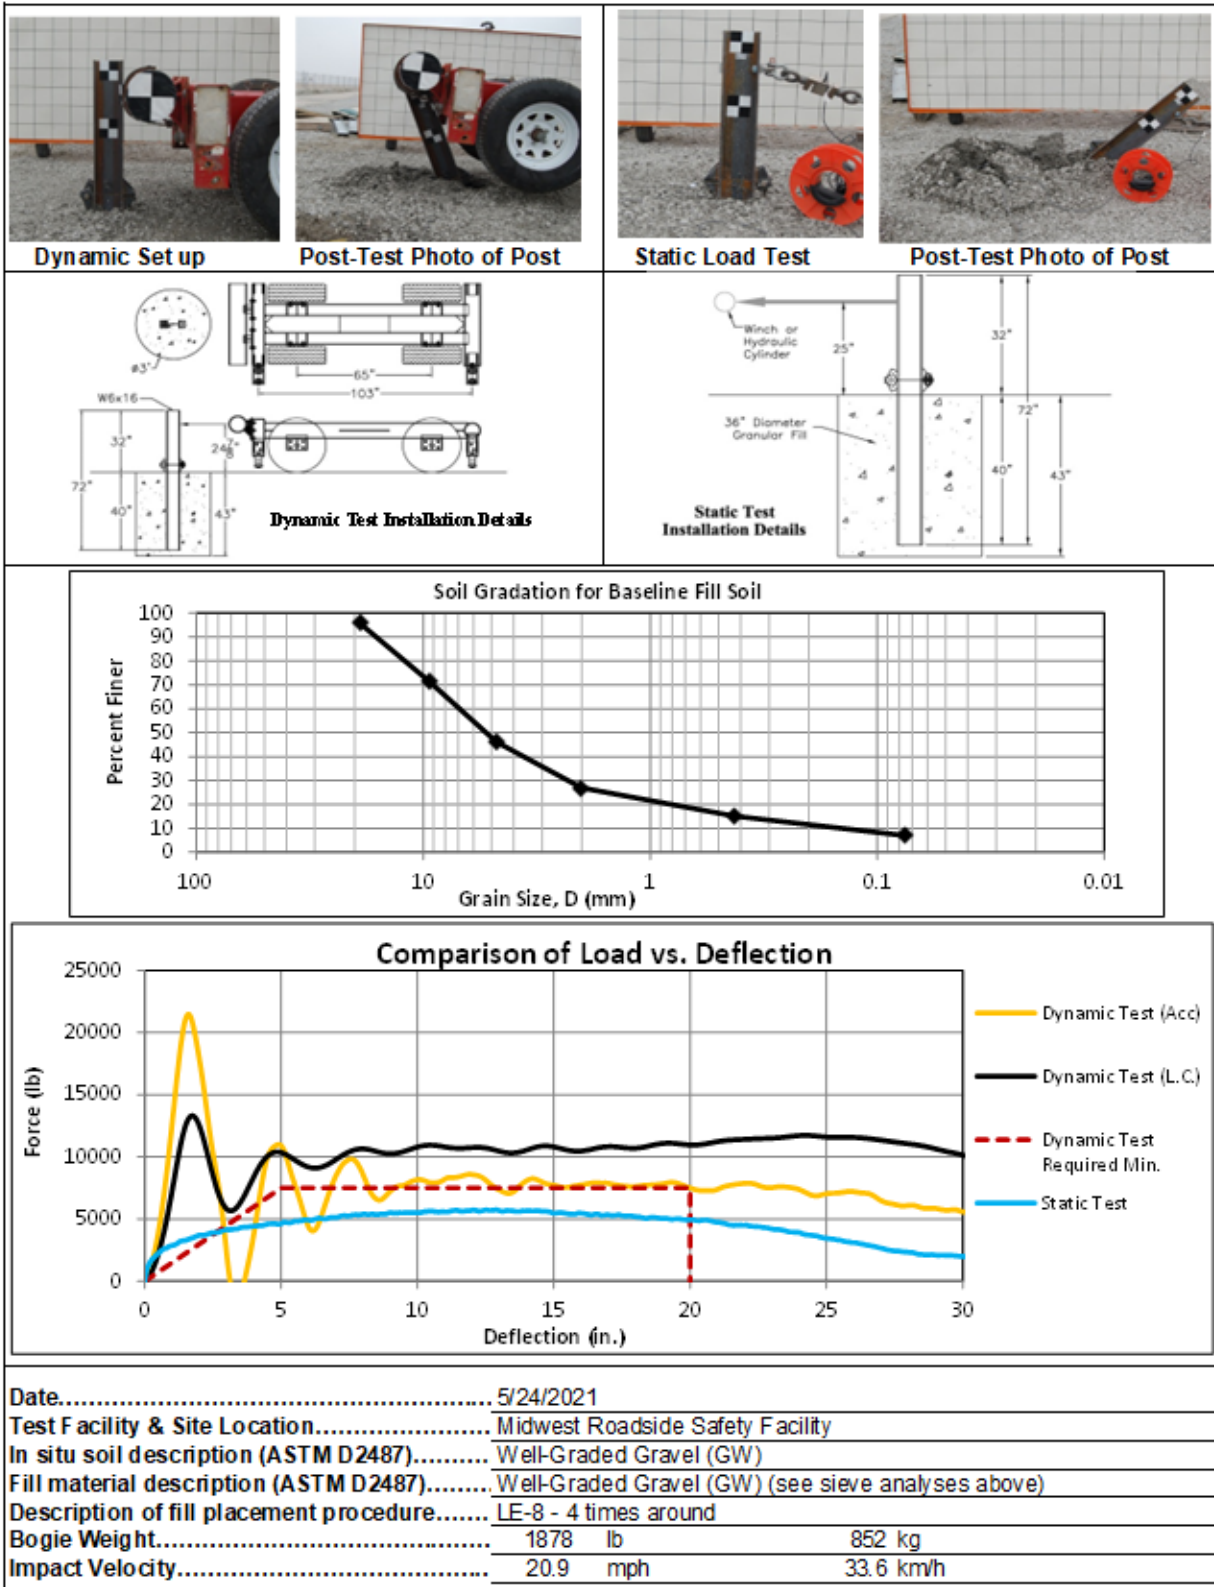 Dynamic Set up
Post-Test Photo of Post
Static Load Test
Post-Test Photo of Post
ø3'
65"
103"
W6x16
32"
24 7/8"
72"
40"
43"
Dynamic Test Installation Details
Winch or
Hydraulic
Cylinder
25"
32"
72"
36" Diameter
Granular Fill
40"
43"
Static Test
Installation Details
Soil Gradation for Baseline Fill Soil
Percent Finer
100
90
80
70
60
50
40
30
20
10
0
100
10
1
0.1
0.01
Grain Size, D (mm)
Comparison of Load vs. Deflection
Force (lb)
25000
20000
15000
10000
5000
0
0
5
10
15
20
25
30
Deflection (in.)
Dynamic Test (Acc)
Dynamic Test (L.C.)
Dynamic Test
Required Min.
Static Test
Date.................................................... 5/24/2021
Test Facility & Site Location..................... Midwest Roadside Safety Facility
In situ soil description (ASTM D2487)......... Well-Graded Gravel (GW)
Fill material description (ASTM D2487)....... Well-Graded Gravel (GW) (see sieve analyses above)
Description of fill placement procedure....... LE-8 - 4 times around
Bogie Weight......................................... 1878 lb 852 kg
Impact Velocity...................................... 20.9 mph 33.6 km/h